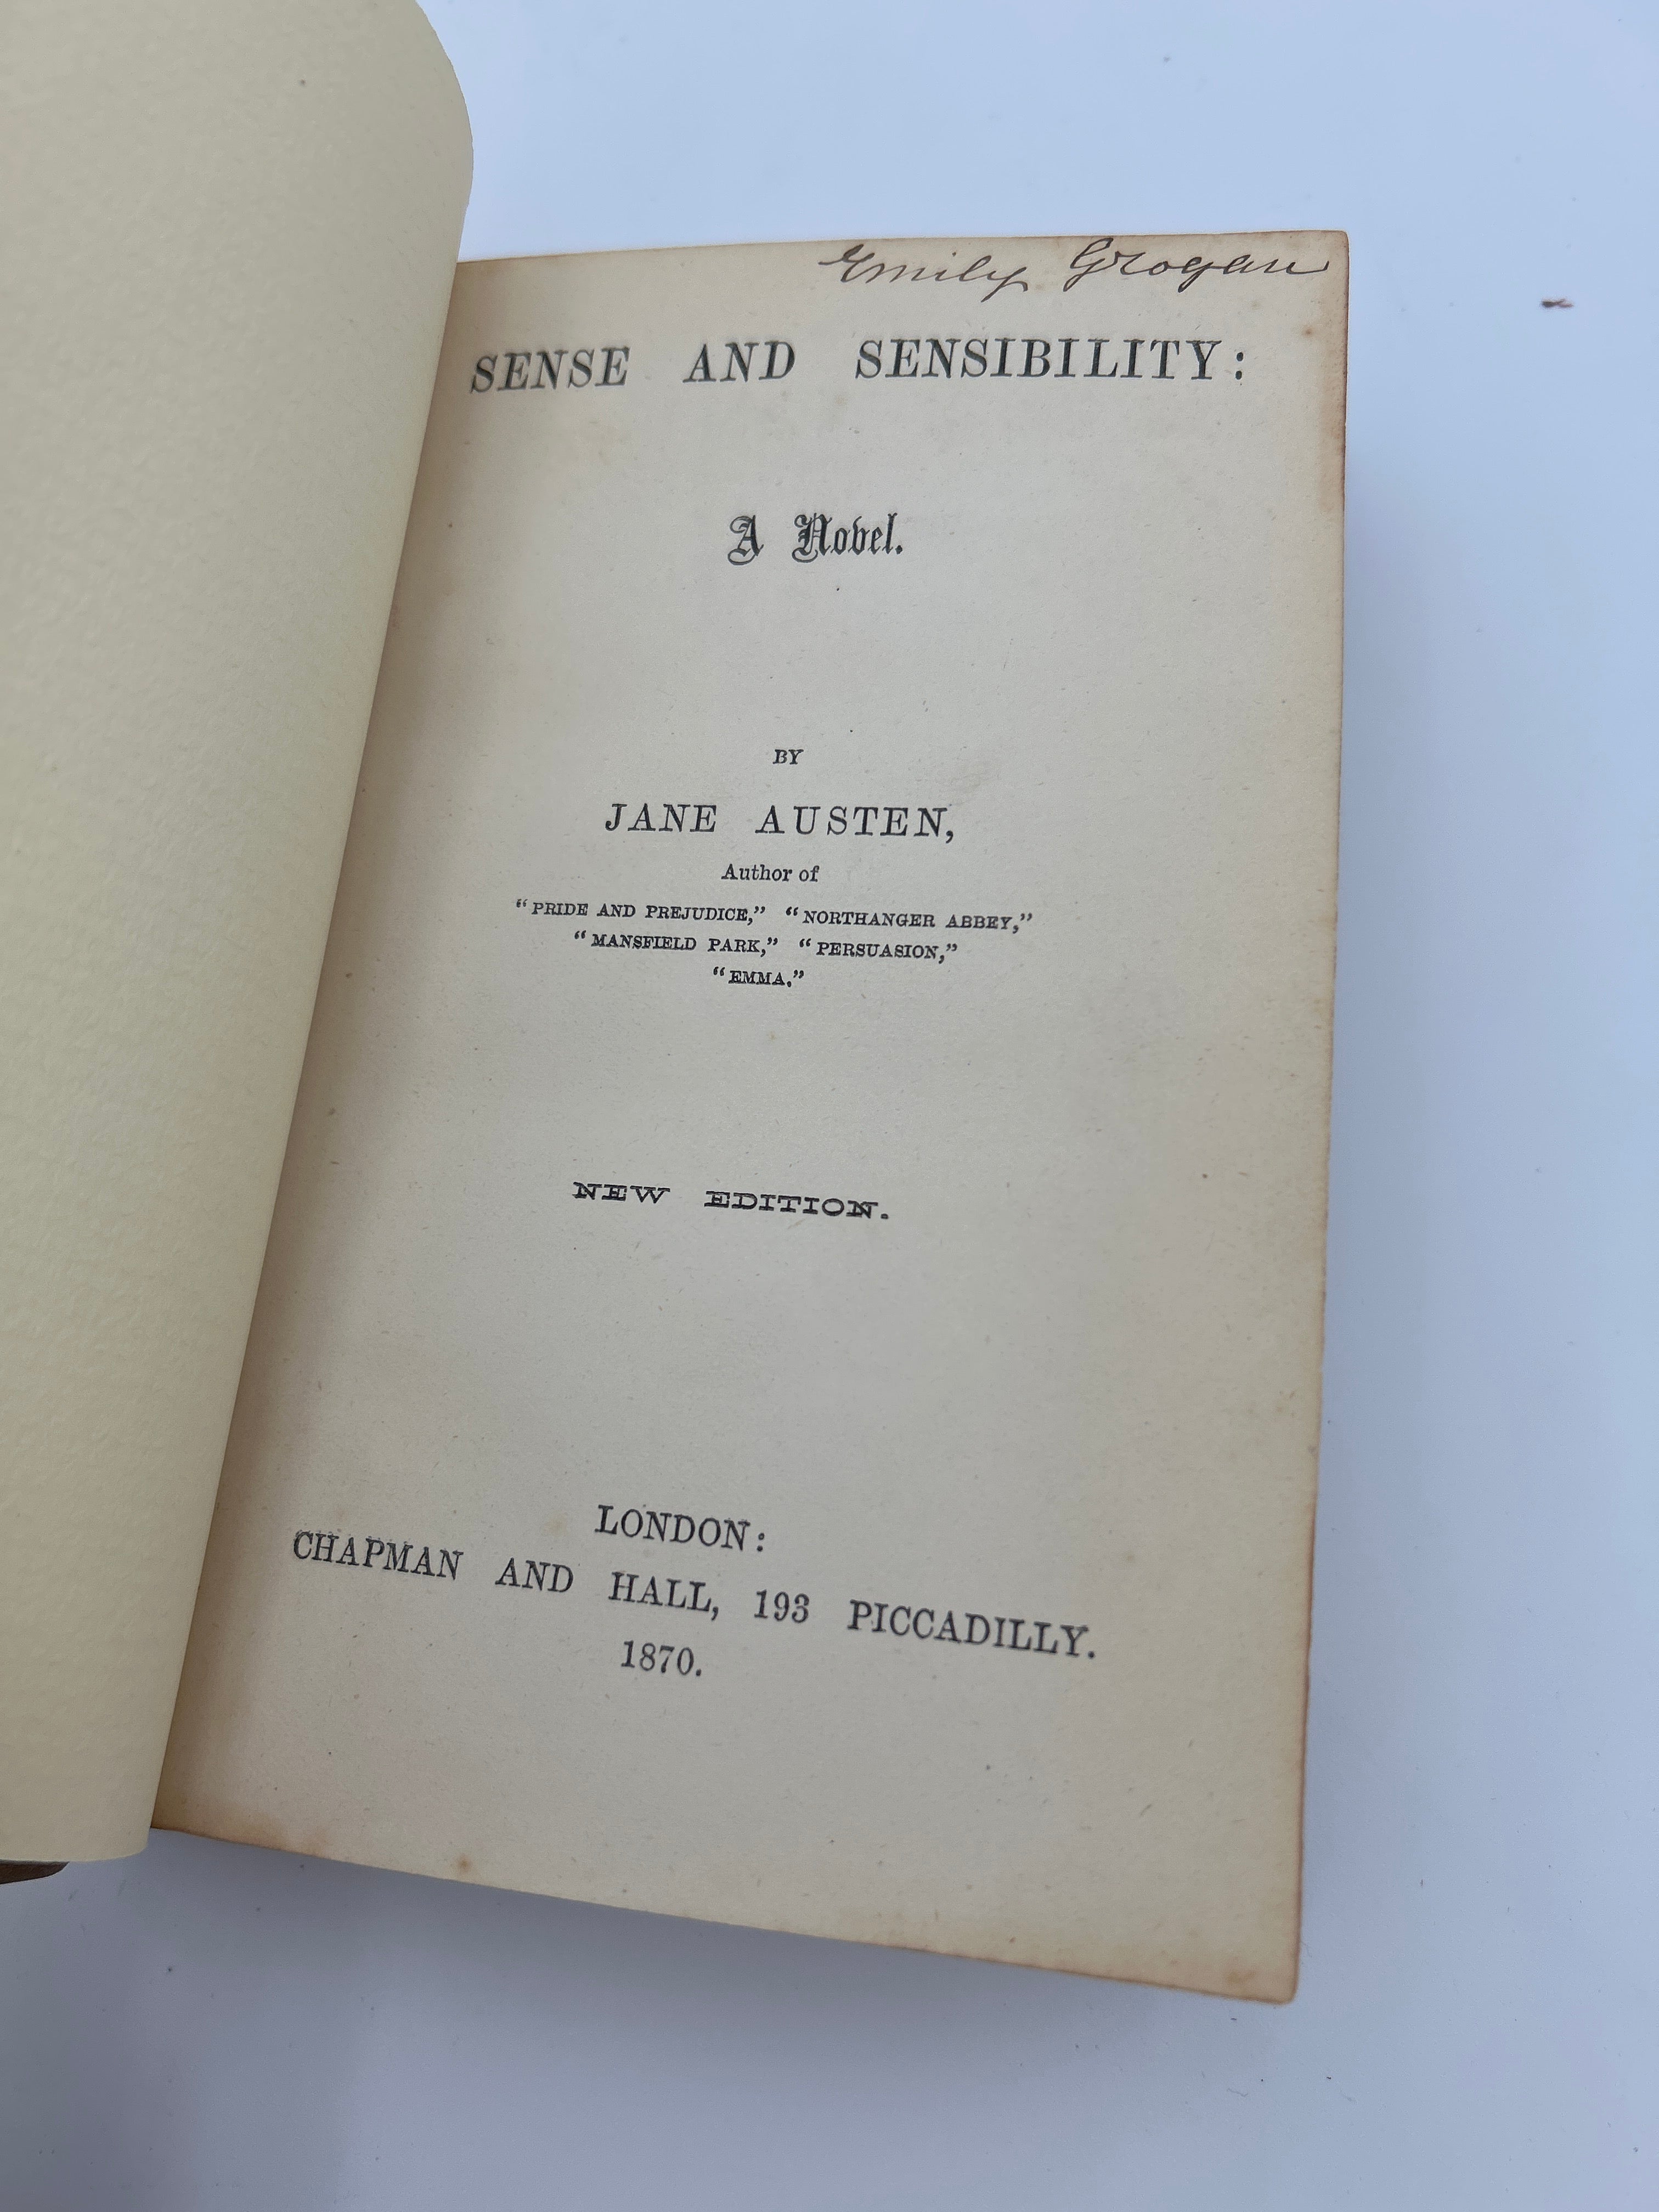 Emily Grogan
SENSE AND SENSIBILITY:
A Novel.
BY
JANE AUSTEN,
Author of
“PRIDE AND PREJUDICE,” “NORTHANGER ABBEY,”
“MANSFIELD PARK,” “PERSUASION,”
“EMMA.”
NEW EDITION.
LONDON:
CHAPMAN AND HALL, 193 PICCADILLY.
1870.